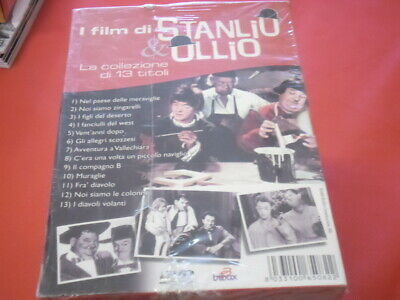 I film di STANLIO
& OLLIO
La collezione
di 13 titoli
1) Nel paese delle meraviglie
2) Noi siamo zingarelli
3) I figli del deserto
4) I fanciulli del west
5) Vent'anni dopo
6) Gli allegri scozzesi
7) Avventura a Vallechiara
8) C'era una volta un piccolo naviglio
9) Il compagno B
10) Muraglie
11) Fra' diavolo
12) Noi siamo le colonne
13) I diavoli volanti
8 033100 650822